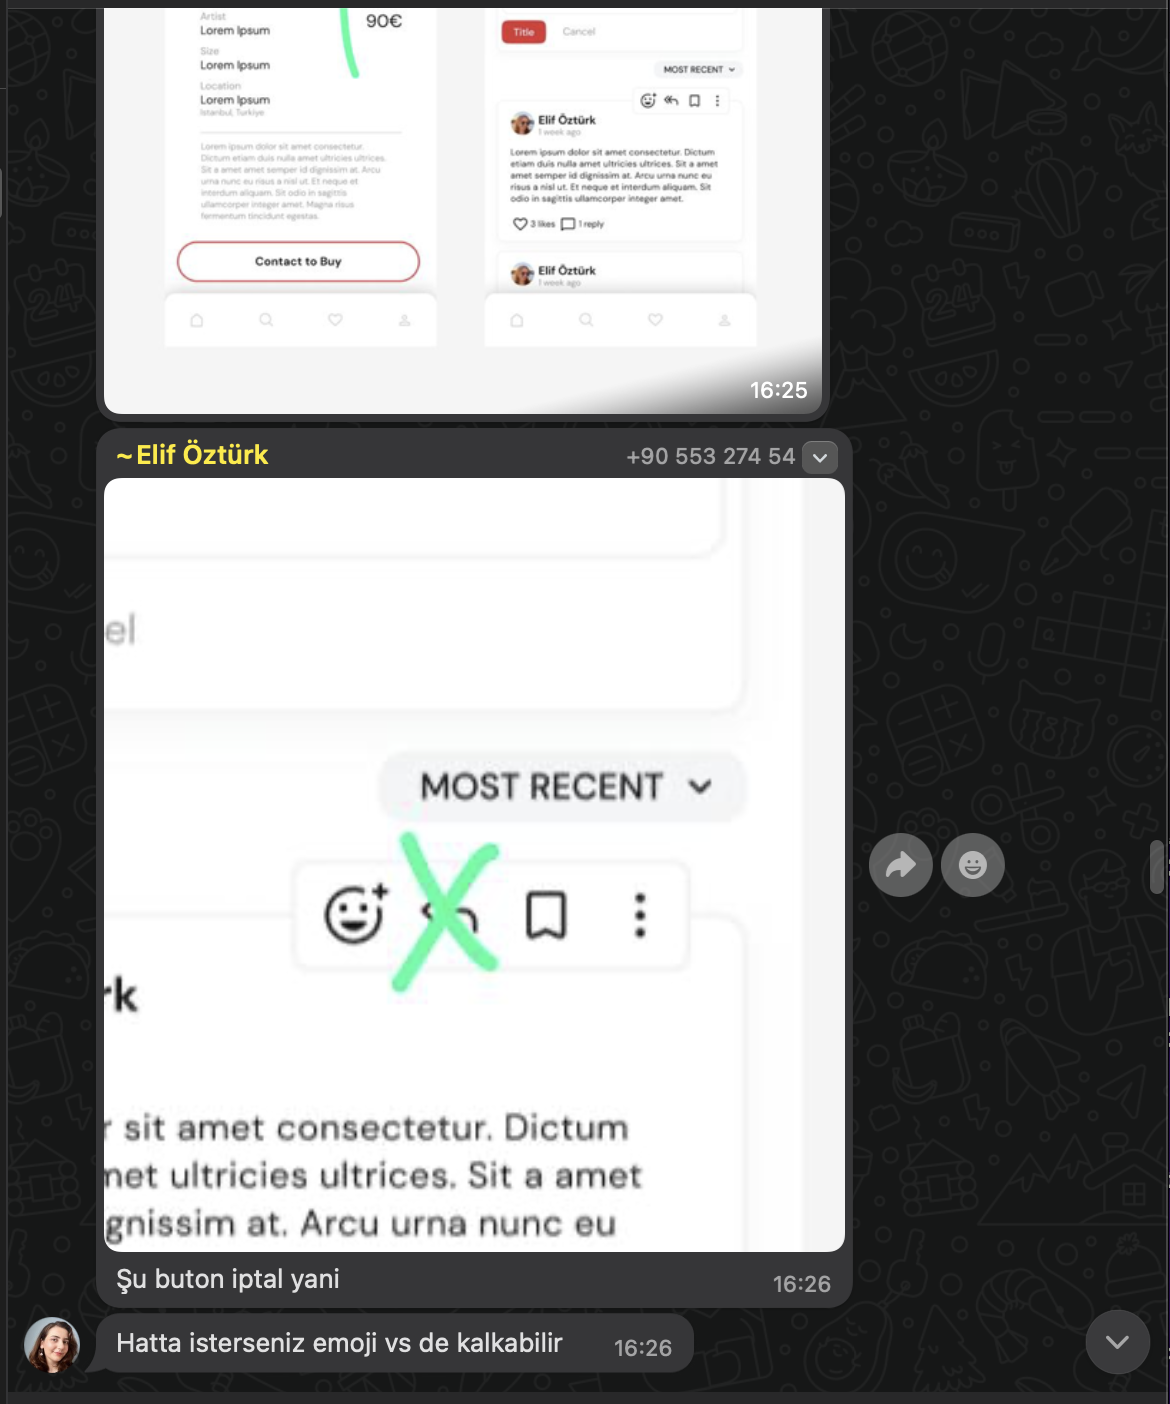 Artist
Lorem Ipsum
90€
Size
Lorem Ipsum
Location
Lorem Ipsum
Istanbul, Turkiye
Lorem ipsum dolor sit amet consectetur.
Dictum etiam duis nulla amet ultricies ultrices.
Sit a amet amet semper id dignissim at. Arcu
urna nunc eu risus a nisl ut. Et neque et
interdum aliquam. Sit odio in sagittis
ullamcorper integer amet. Magna risus
fermentum tincidunt egestas.
Contact to Buy
Title
Cancel
MOST RECENT
Elif Öztürk
1 week ago
Lorem ipsum dolor sit amet consectetur. Dictum
etiam duis nulla amet ultricies ultrices. Sit a amet
amet semper id dignissim at. Arcu urna nunc eu
risus a nisl ut. Et neque et interdum aliquam. Sit
odio in sagittis ullamcorper integer amet.
3 likes
1 reply
Elif Öztürk
1 week ago
16:25
~Elif Öztürk
+90 553 274 54
el
MOST RECENT
rk
r sit amet consectetur. Dictum
met ultricies ultrices. Sit a amet
gnissim at. Arcu urna nunc eu
Şu buton iptal yani
16:26
Hatta isterseniz emoji vs de kalkabilir
16:26